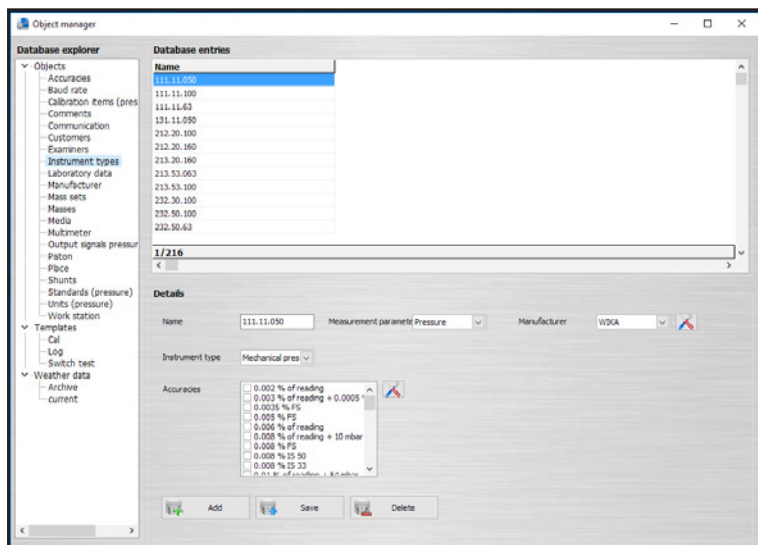 Object manager
Database explorer
Objects
Accuracies
Baud rate
Calibration items (pres
Comments
Communication
Customers
Examiners
Instrument types
Laboratory data
Manufacturer
Mass sets
Masses
Media
Multimeter
Output signals pressur
Piston
Place
Shunts
Standards (pressure)
Units (pressure)
Work station
Templates
Cal
Log
Switch test
Weather data
Archive
current
Database entries
Name
111.11.050
111.11.100
111.11.63
131.11.050
212.20.100
212.20.160
213.20.160
213.53.063
213.53.100
232.30.100
232.50.100
232.50.63
1/216
Details
Name 111.11.050 Measurement paramete Pressure Manufacturer WIKA
Instrument type Mechanical pres
Accuracies
0.002 % of reading
0.003 % of reading + 0.0005
0.0035 % FS
0.005 % FS
0.006 % of reading
0.008 % of reading + 10 mbar
0.008 % FS
0.008 % IS 50
0.008 % IS 33
Add Save Delete